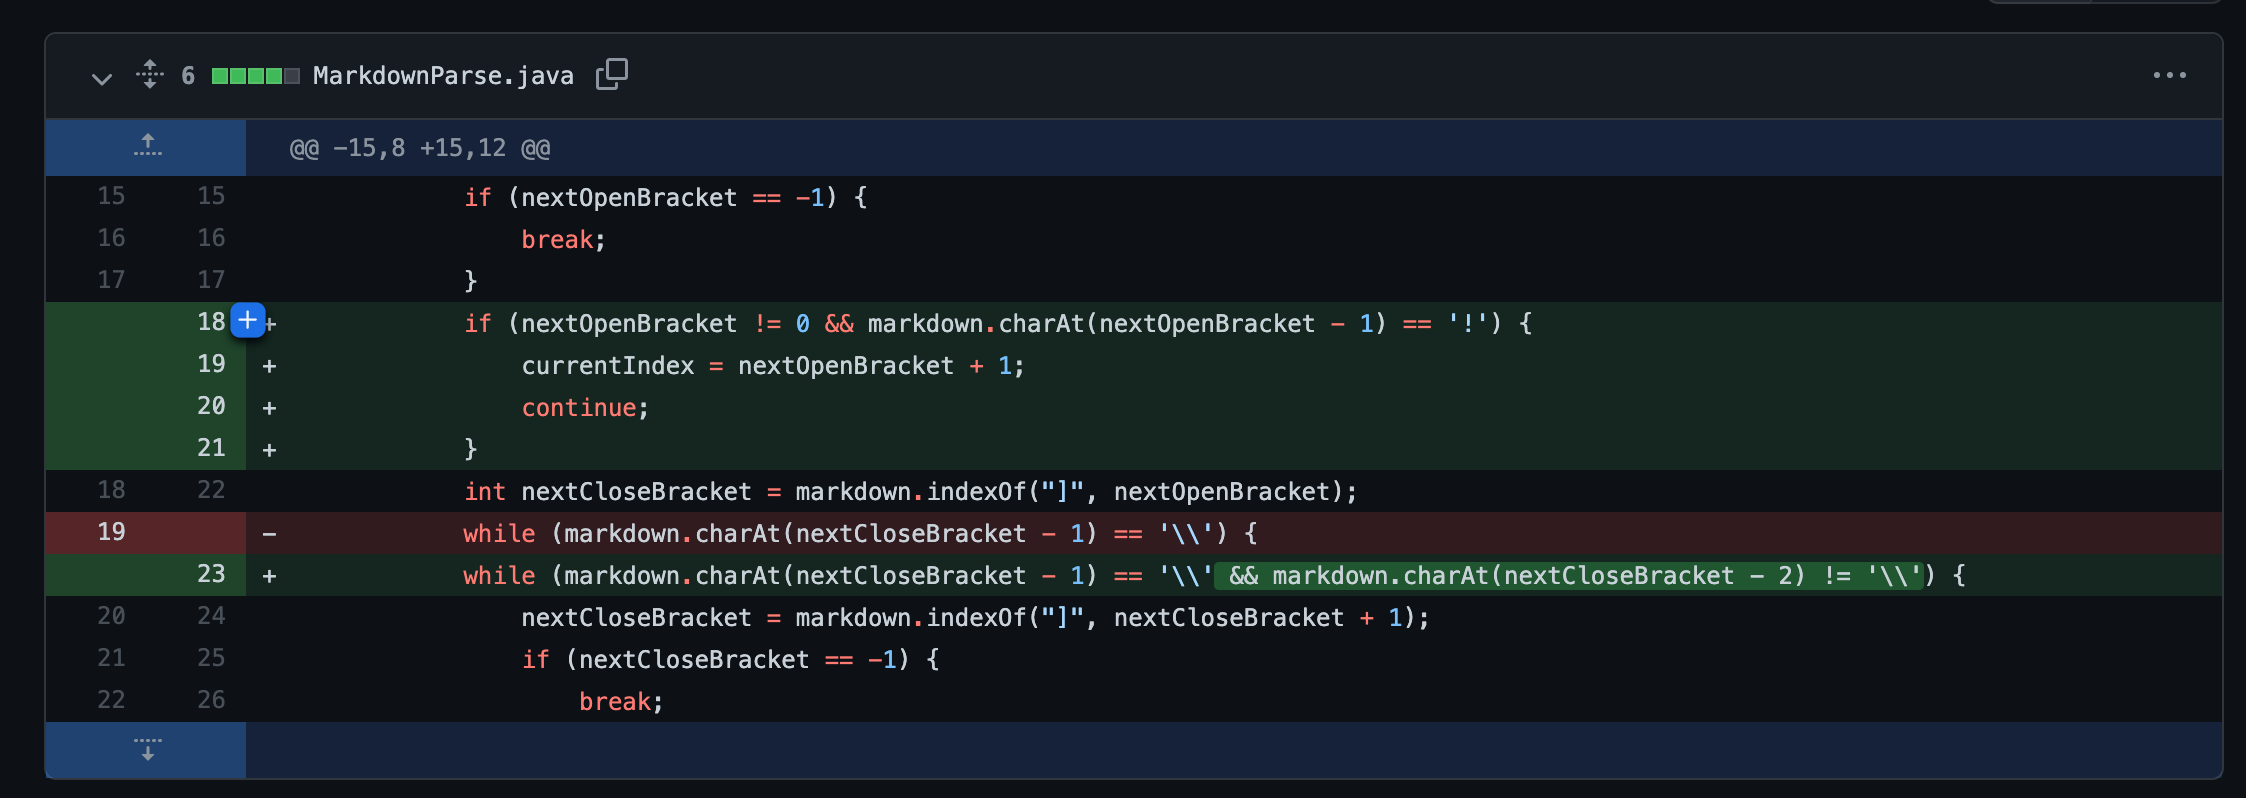 6 MarkdownParse.java
@@ -15,8 +15,12 @@
15 15 if (nextOpenBracket == -1) {
16 16 break;
17 17 }
18 + if (nextOpenBracket != 0 && markdown.charAt(nextOpenBracket - 1) == '!') {
19 + currentIndex = nextOpenBracket + 1;
20 + continue;
21 + }
18 22 int nextCloseBracket = markdown.indexOf("]", nextOpenBracket);
19 - while (markdown.charAt(nextCloseBracket - 1) == '\\') {
23 + while (markdown.charAt(nextCloseBracket - 1) == '\\' && markdown.charAt(nextCloseBracket - 2) != '\\') {
20 24 nextCloseBracket = markdown.indexOf("]", nextCloseBracket + 1);
21 25 if (nextCloseBracket == -1) {
22 26 break;